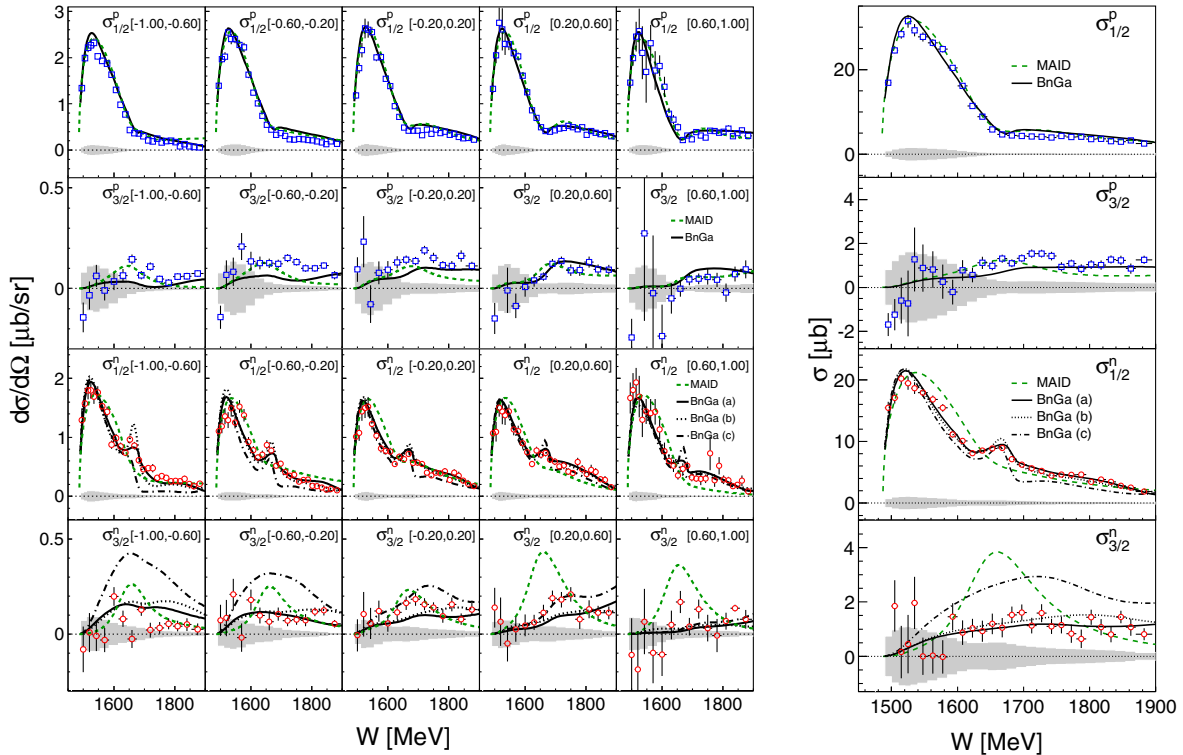 σ^p_1/2 [-1.00,-0.60]
σ^p_1/2 [-0.60,-0.20]
σ^p_1/2 [-0.20,0.20]
σ^p_1/2 [0.20,0.60]
σ^p_1/2 [0.60,1.00]
3
2
1
0
σ^p_3/2 [-1.00,-0.60]
σ^p_3/2 [-0.60,-0.20]
σ^p_3/2 [-0.20,0.20]
σ^p_3/2 [0.20,0.60]
σ^p_3/2 [0.60,1.00]
MAID
BnGa
0.5
0
σ^n_1/2 [-1.00,-0.60]
σ^n_1/2 [-0.60,-0.20]
σ^n_1/2 [-0.20,0.20]
σ^n_1/2 [0.20,0.60]
σ^n_1/2 [0.60,1.00]
MAID
BnGa (a)
BnGa (b)
BnGa (c)
2
1
0
σ^n_3/2 [-1.00,-0.60]
σ^n_3/2 [-0.60,-0.20]
σ^n_3/2 [-0.20,0.20]
σ^n_3/2 [0.20,0.60]
σ^n_3/2 [0.60,1.00]
0.5
0
1600 1800 1600 1800 1600 1800 1600 1800 1600 1800
W [MeV]
dσ/dΩ [μb/sr]
σ^p_1/2
MAID
BnGa
20
0
σ^p_3/2
4
2
0
-2
σ^n_1/2
MAID
BnGa (a)
BnGa (b)
BnGa (c)
20
10
0
σ^n_3/2
4
2
0
1500 1600 1700 1800 1900
W [MeV]
σ [μb]